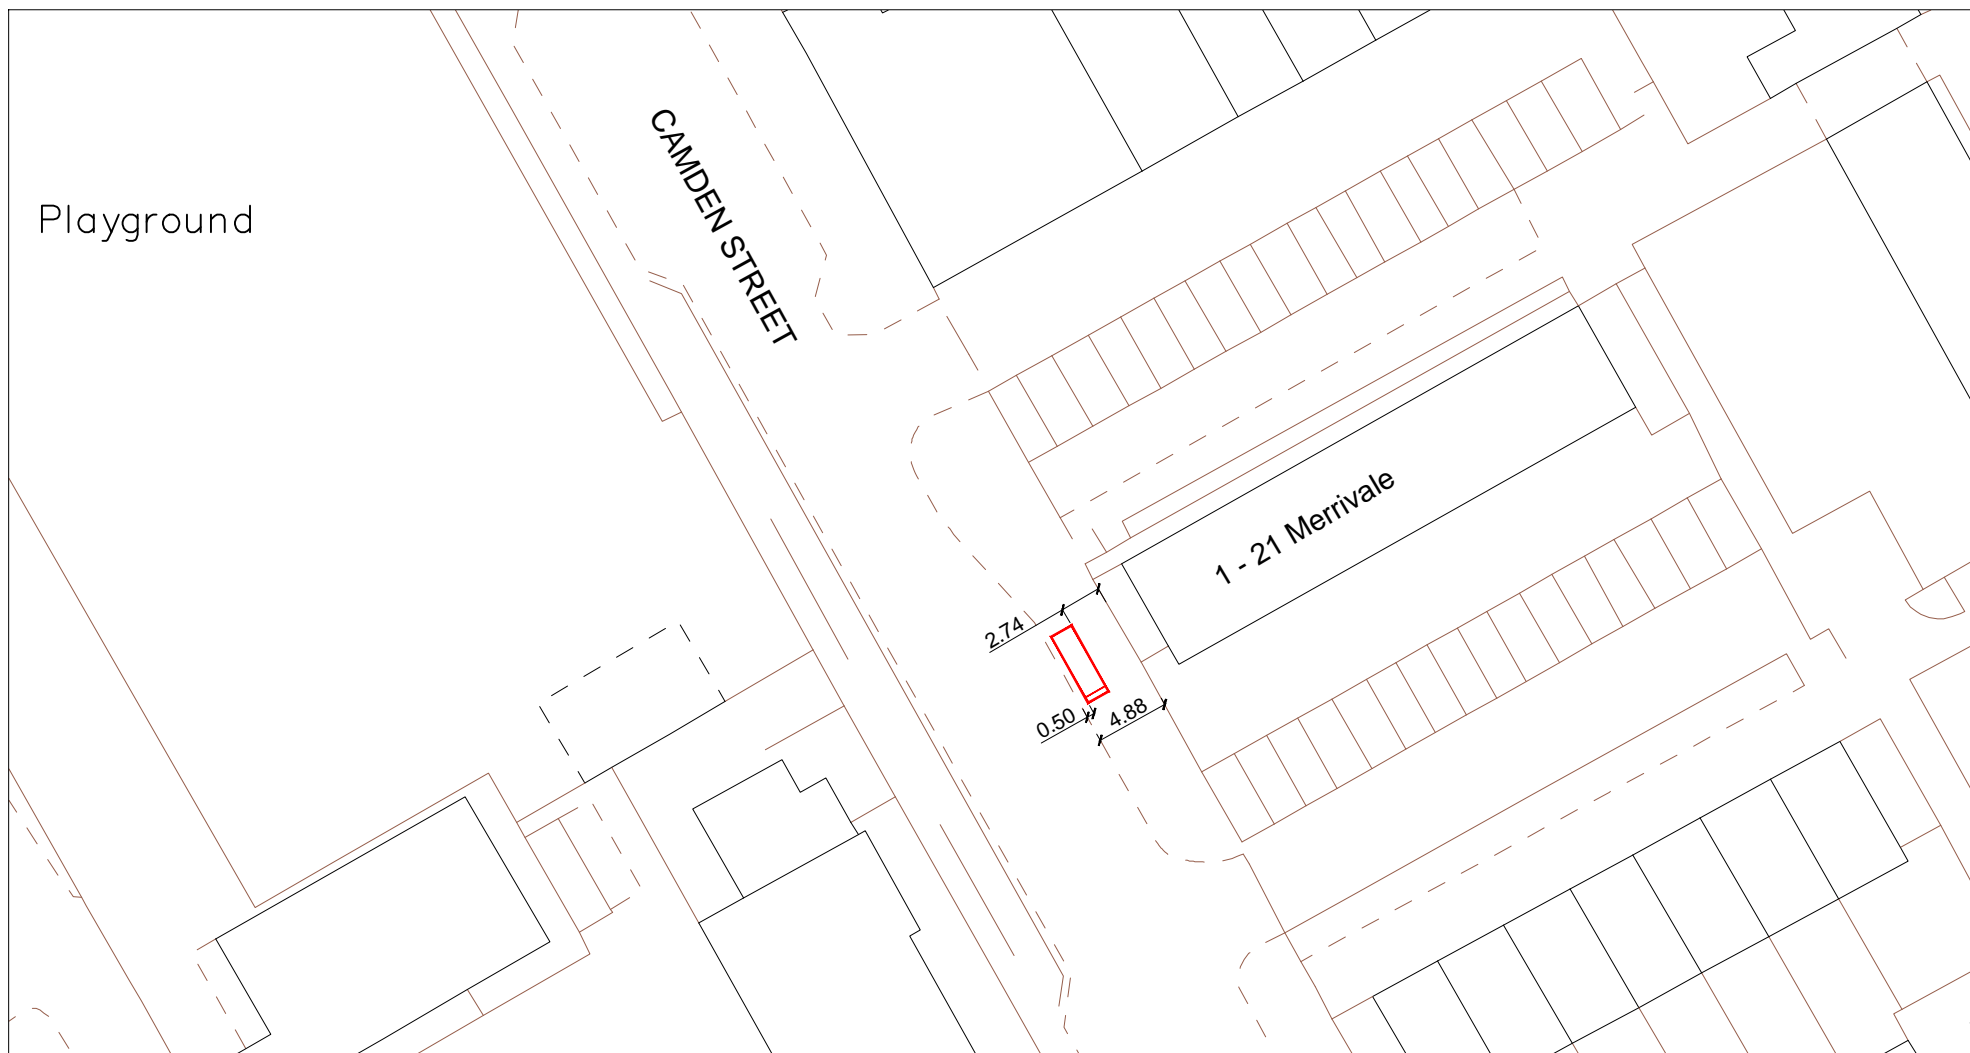 CAMDEN STREET
Playground
1 - 21 Merrivale
2.74
0.50
4.88